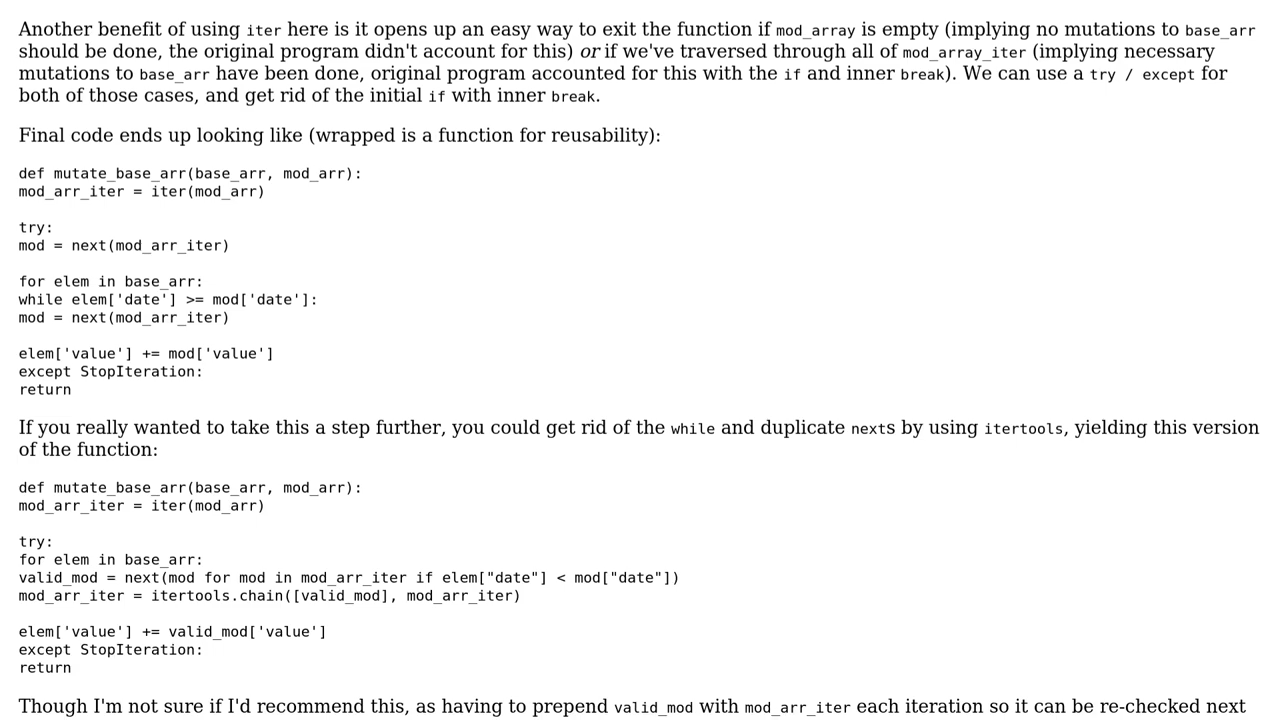 Another benefit of using iter here is it opens up an easy way to exit the function if mod_array is empty (implying no mutations to base_arr
should be done, the original program didn't account for this) or if we've traversed through all of mod_array_iter (implying necessary
mutations to base_arr have been done, original program accounted for this with the if and inner break). We can use a try / except for
both of those cases, and get rid of the initial if with inner break.
Final code ends up looking like (wrapped is a function for reusability):
def mutate_base_arr(base_arr, mod_arr):
mod_arr_iter = iter(mod_arr)
try:
mod = next(mod_arr_iter)
for elem in base_arr:
while elem['date'] >= mod['date']:
mod = next(mod_arr_iter)
elem['value'] += mod['value']
except StopIteration:
return
If you really wanted to take this a step further, you could get rid of the while and duplicate nexts by using itertools, yielding this version
of the function:
def mutate_base_arr(base_arr, mod_arr):
mod_arr_iter = iter(mod_arr)
try:
for elem in base_arr:
valid_mod = next(mod for mod in mod_arr_iter if elem["date"] < mod["date"])
mod_arr_iter = itertools.chain([valid_mod], mod_arr_iter)
elem['value'] += valid_mod['value']
except StopIteration:
return
Though I'm not sure if I'd recommend this, as having to prepend valid_mod with mod_arr_iter each iteration so it can be re-checked next